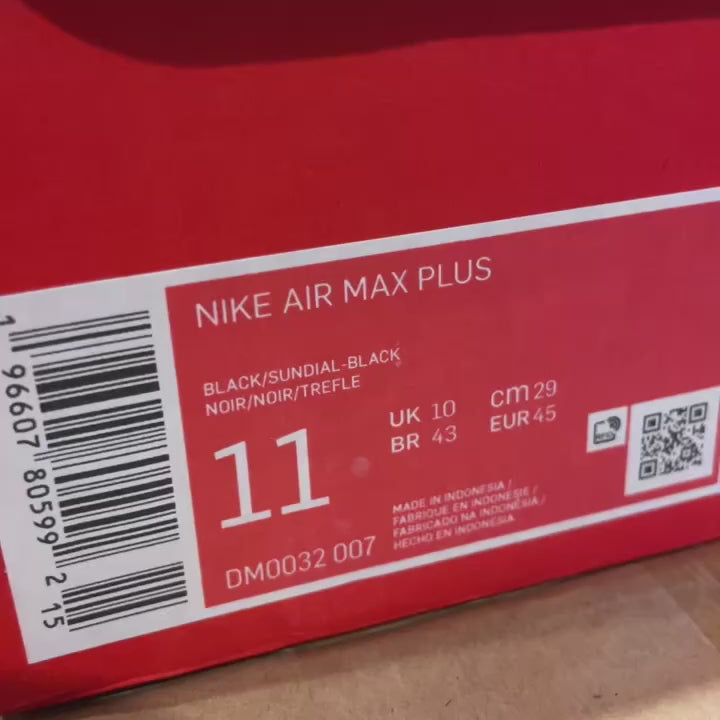 NIKE AIR MAX PLUS
BLACK/SUNDIAL-BLACK
NOIR/NOIR/TREFLE
11
UK 10
BR 43
cm 29
EUR 45
DM0032 007
MADE IN INDONESIA /
FABRIQUE EN INDONESIE /
FABRICADO NA INDONÉSIA /
HECHO EN INDONESIA
1 96607 80599 2 15